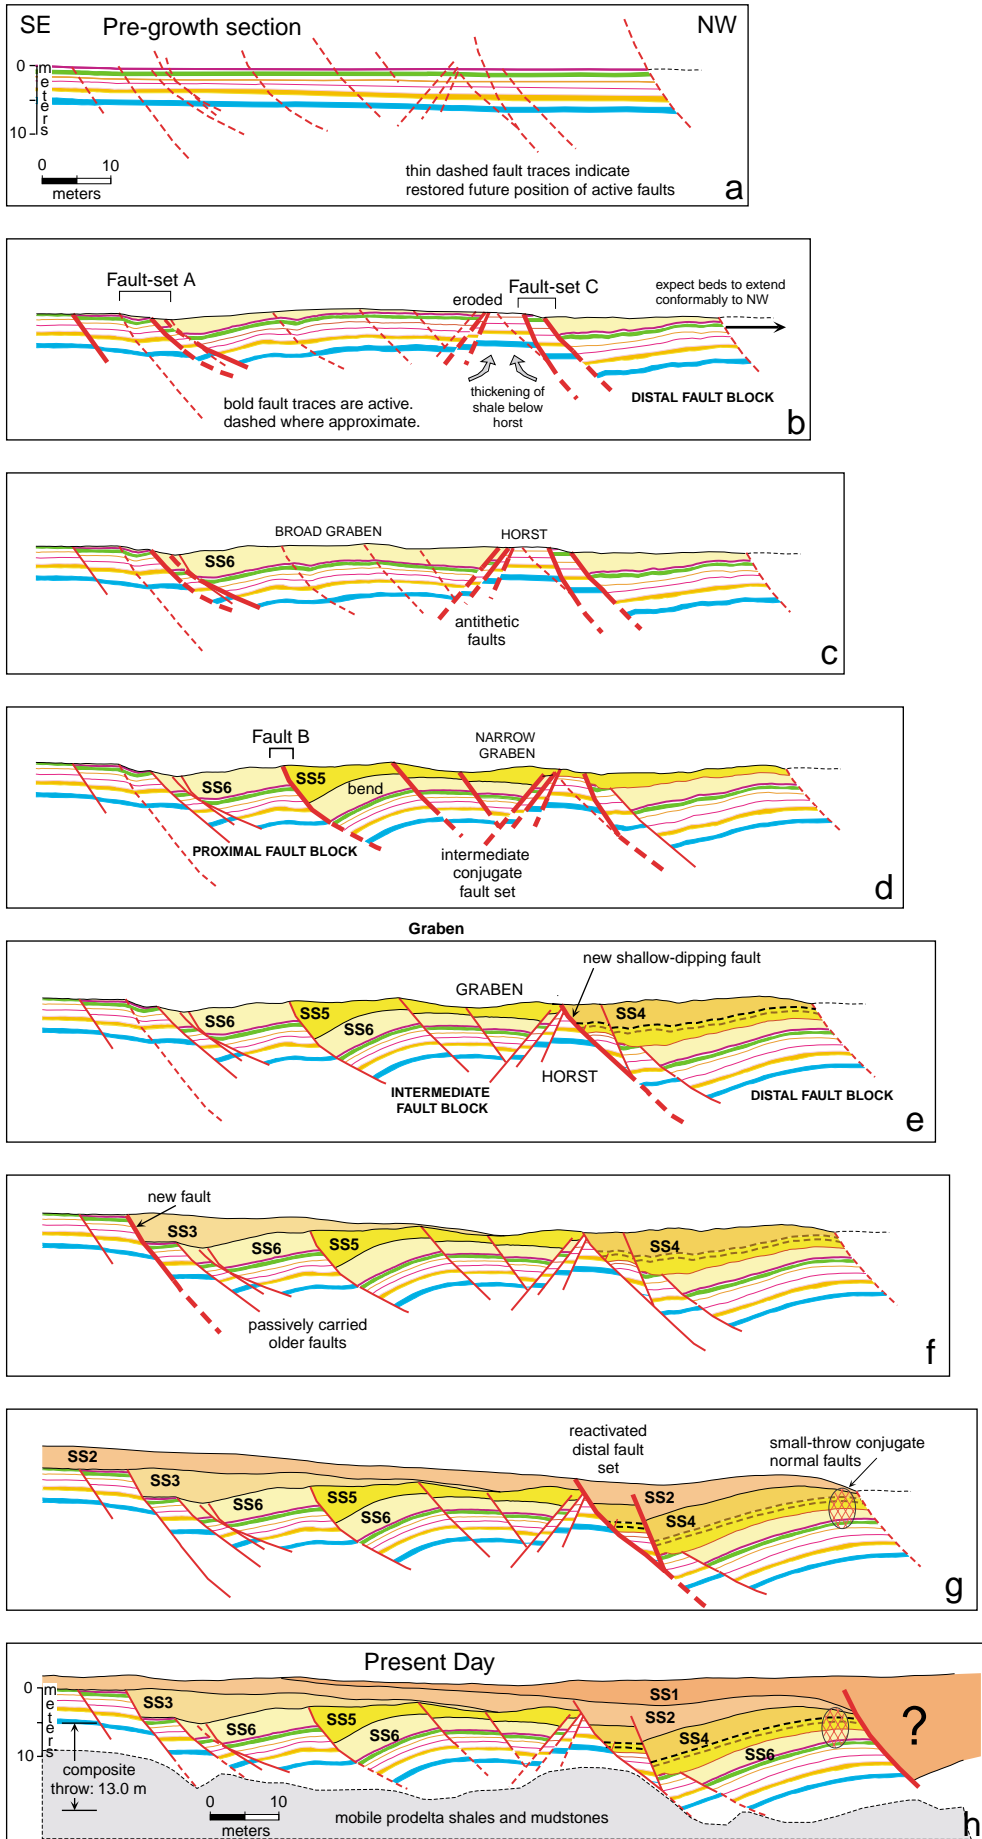 SE Pre-growth section NW
0
meters
10
0 10
meters
thin dashed fault traces indicate
restored future position of active faults
a
Fault-set A
eroded
Fault-set C
expect beds to extend
conformably to NW
bold fault traces are active.
dashed where approximate.
thickening of
shale below
horst
DISTAL FAULT BLOCK
b
BROAD GRABEN
HORST
SS6
antithetic
faults
c
Fault B
NARROW
GRABEN
SS6
SS5
bend
PROXIMAL FAULT BLOCK
intermediate
conjugate
fault set
d
Graben
new shallow-dipping fault
GRABEN
SS6
SS5
SS6
SS4
HORST
INTERMEDIATE
FAULT BLOCK
DISTAL FAULT BLOCK
e
new fault
SS3
SS6
SS5
SS4
passively carried
older faults
f
reactivated
distal fault
set
small-throw conjugate
normal faults
SS2
SS3
SS6
SS5
SS6
SS2
SS4
g
Present Day
0
meters
10
SS3
SS6
SS5
SS6
SS1
SS2
SS4
SS6
?
composite
throw: 13.0 m
0 10
meters
mobile prodelta shales and mudstones
h